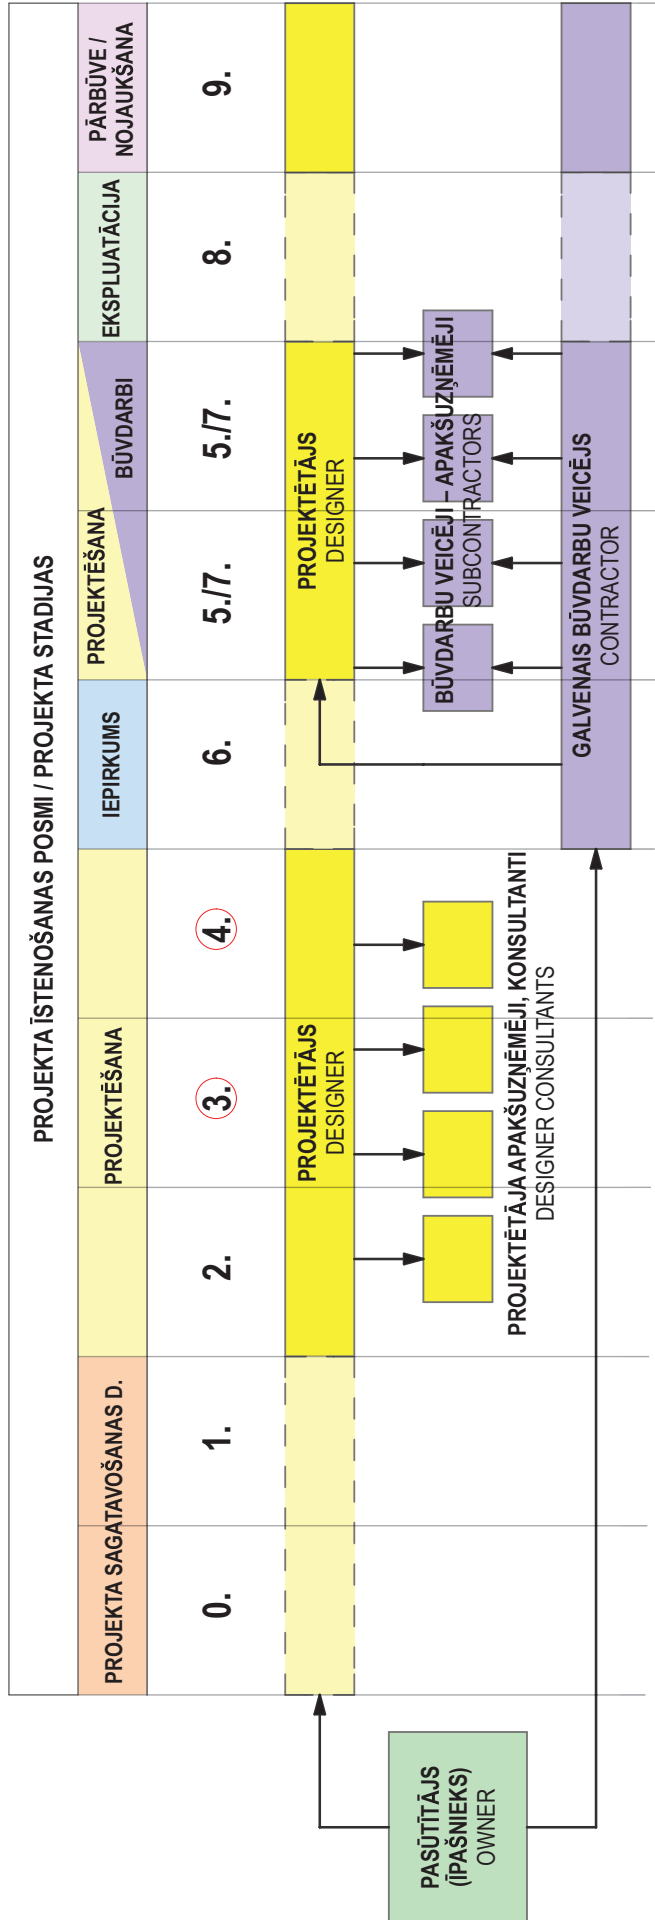 PROJEKTA ĪSTENOŠANAS POSMI / PROJEKTA STADIJAS
PROJEKTA SAGATAVOŠANAS D.
PROJEKTĒŠANA
IEPIRKUMS
PROJEKTĒŠANA
BŪVDARBI
EKSPLUATĀCIJA
PĀRBŪVE /
NOJAUKŠANA
0.
1.
2.
3.
4.
6.
5./7.
5./7.
8.
9.
PROJEKTĒTĀJS
DESIGNER
PROJEKTĒTĀJS
DESIGNER
PASŪTĪTĀJS
(ĪPAŠNIEKS)
OWNER
PROJEKTĒTĀJA APAKŠUZŅĒMĒJI, KONSULTANTI
DESIGNER CONSULTANTS
BŪVDARBU VEICĒJI – APAKŠUZŅĒMĒJI
SUBCONTRACTORS
GALVENAIS BŪVDARBU VEICĒJS
CONTRACTOR